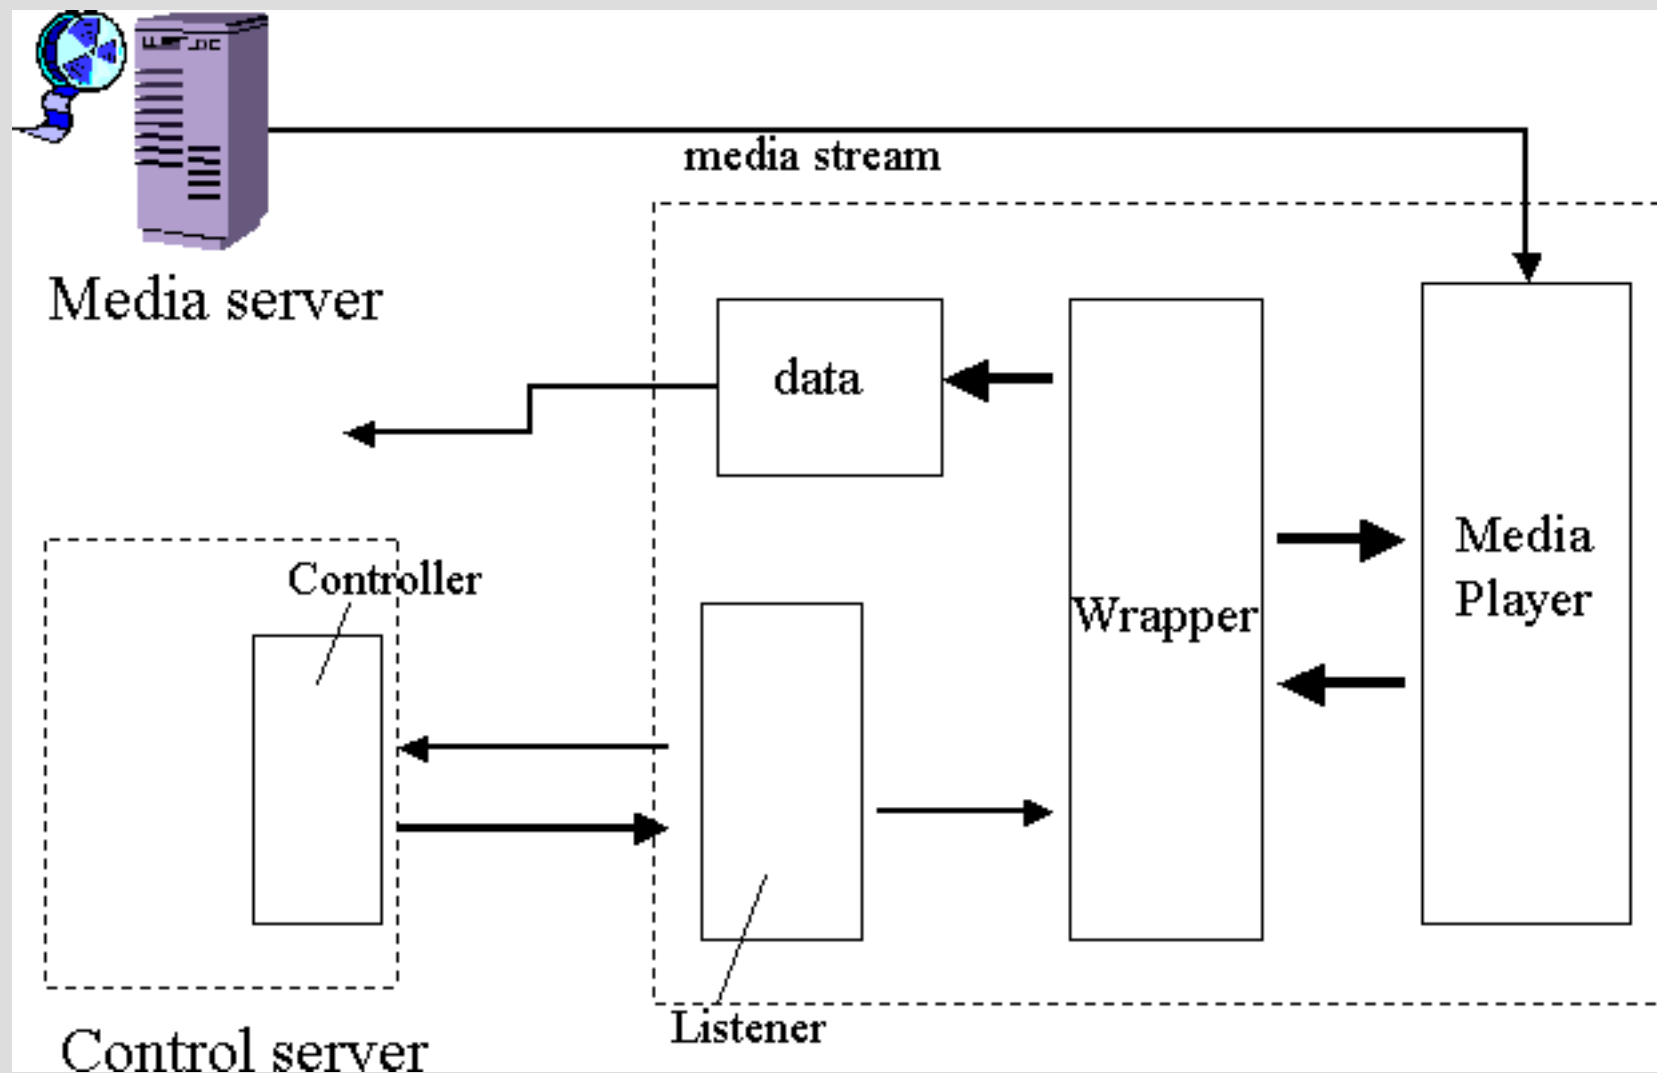 media stream
Media server
data
Media
Player
Controller
Wrapper
Listener
Control server